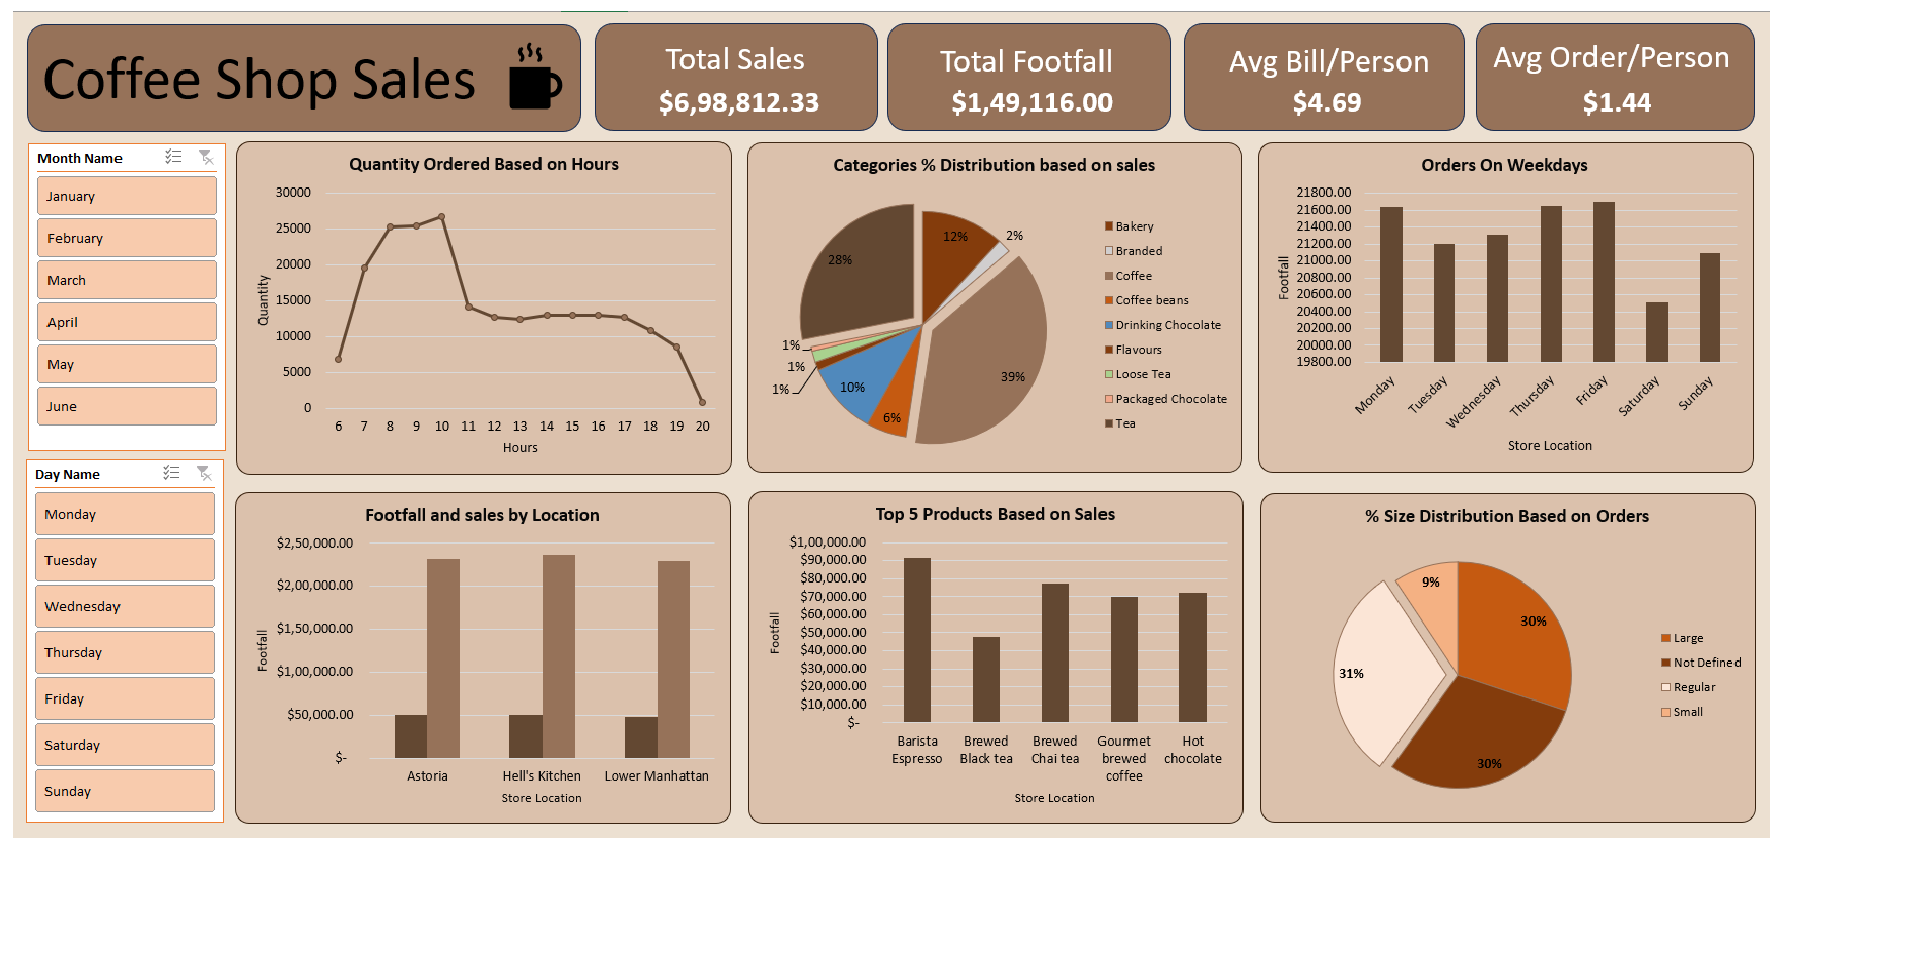 Coffee Shop Sales
Total Sales
$6,98,812.33
Total Footfall
$1,49,116.00
Avg Bill/Person
$4.69
Avg Order/Person
$1.44
Month Name
January
February
March
April
May
June
Day Name
Monday
Tuesday
Wednesday
Thursday
Friday
Saturday
Sunday
Quantity Ordered Based on Hours
30000
25000
20000
15000
10000
5000
0
Quantity
6 7 8 9 10 11 12 13 14 15 16 17 18 19 20
Hours
Categories % Distribution based on sales
12%
2%
39%
6%
10%
1%
1%
1%
28%
Bakery
Branded
Coffee
Coffee beans
Drinking Chocolate
Flavours
Loose Tea
Packaged Chocolate
Tea
Orders On Weekdays
21800.00
21600.00
21400.00
21200.00
21000.00
20800.00
20600.00
20400.00
20200.00
20000.00
19800.00
Footfall
Monday Tuesday Wednesday Thursday Friday Saturday Sunday
Store Location
Footfall and sales by Location
$2,50,000.00
$2,00,000.00
$1,50,000.00
$1,00,000.00
$50,000.00
$-
Footfall
Astoria Hell's Kitchen Lower Manhattan
Store Location
Top 5 Products Based on Sales
$1,00,000.00
$90,000.00
$80,000.00
$70,000.00
$60,000.00
$50,000.00
$40,000.00
$30,000.00
$20,000.00
$10,000.00
$-
Footfall
Barista Brewed Brewed Gourmet Hot
Espresso Black tea Chai tea brewed chocolate
coffee
Store Location
% Size Distribution Based on Orders
9%
30%
31%
30%
Large
Not Defined
Regular
Small